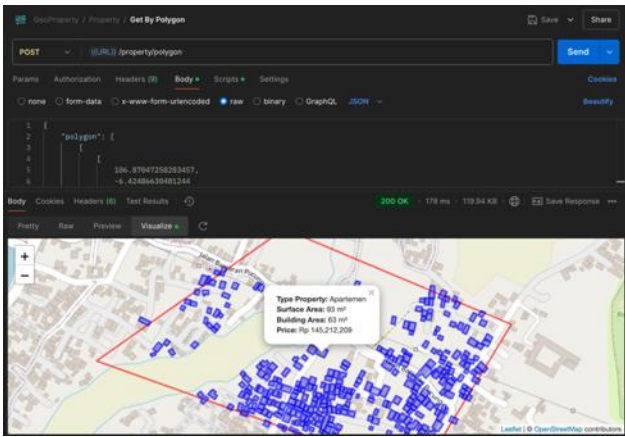 GeoProperty / Property / Get By Polygon
Save
Share
POST
{{URL}} /property/polygon
Send
Params Authorization Headers (9) Body Scripts Settings
Cookies
none form-data x-www-form-urlencoded raw binary GraphQL JSON
Beautify
1 {
2 "polygon": [
3 [
4 [
5 106.87047250203457,
6 -6.42486630401244
Body Cookies Headers (6) Test Results
200 OK 178 ms 119.94 KB Save Response
Pretty Raw Preview Visualize
+
−
Type Property: Apartemen
Surface Area: 93 m²
Building Area: 63 m²
Price: Rp 145,212,209
Leaflet | © OpenStreetMap contributors